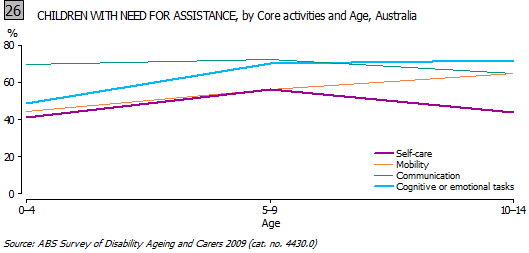 26 CHILDREN WITH NEED FOR ASSISTANCE, by Core activities and Age, Australia
%
80
60
40
20
0
Self-care
Mobility
Communication
Cognitive or emotional tasks
0–4 5–9 10–14
Age
Source: ABS Survey of Disability Ageing and Carers 2009 (cat. no. 4430.0)